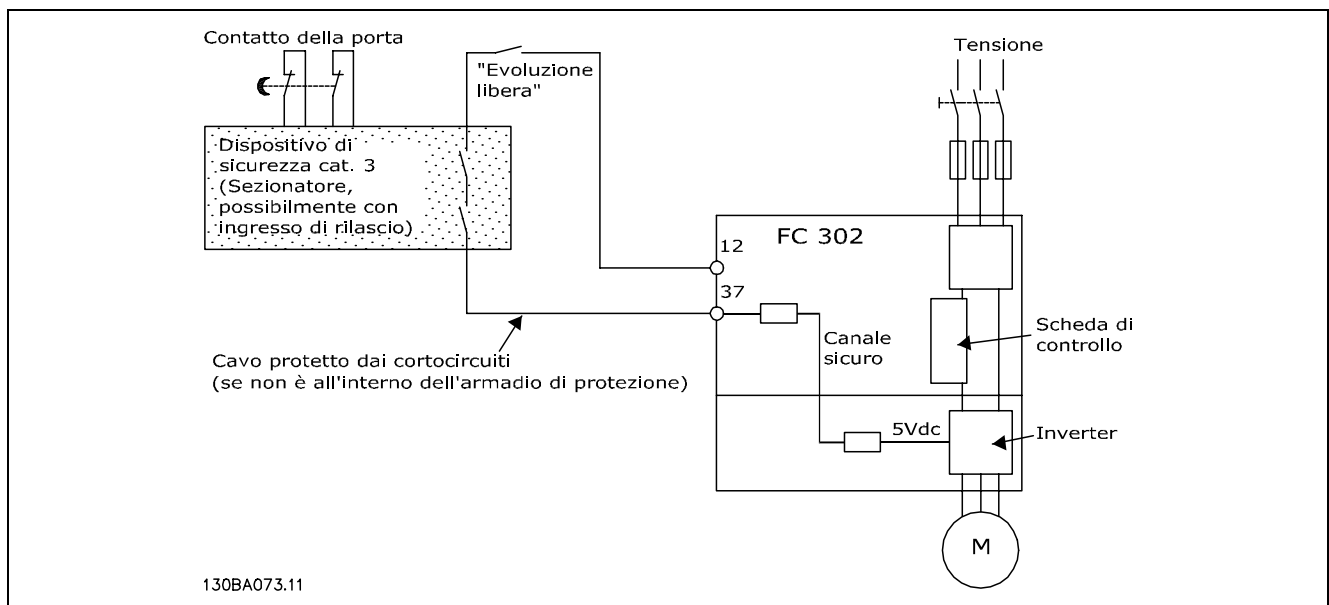 Contatto della porta
"Evoluzione
libera"
Tensione
Dispositivo di
sicurezza cat. 3
(Sezionatore,
possibilmente con
ingresso di rilascio)
12
FC 302
37
Canale
sicuro
Scheda di
controllo
Cavo protetto dai cortocircuiti
(se non è all'interno dell'armadio di protezione)
5Vdc
Inverter
M
130BA073.11